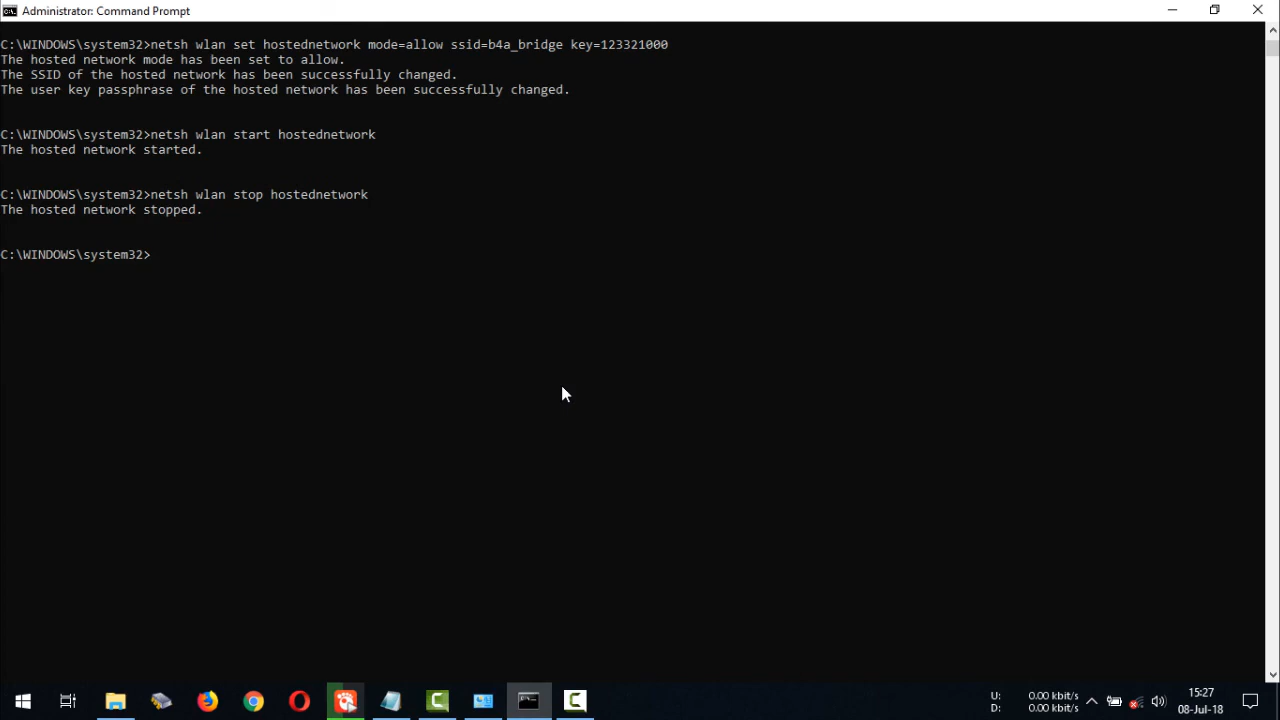 Administrator: Command Prompt
C:\WINDOWS\system32>netsh wlan set hostednetwork mode=allow ssid=b4a_bridge key=123321000
The hosted network mode has been set to allow.
The SSID of the hosted network has been successfully changed.
The user key passphrase of the hosted network has been successfully changed.
C:\WINDOWS\system32>netsh wlan start hostednetwork
The hosted network started.
C:\WINDOWS\system32>netsh wlan stop hostednetwork
The hosted network stopped.
C:\WINDOWS\system32>
U: 0.00 kbit/s
D: 0.00 kbit/s
15:27
08-Jul-18